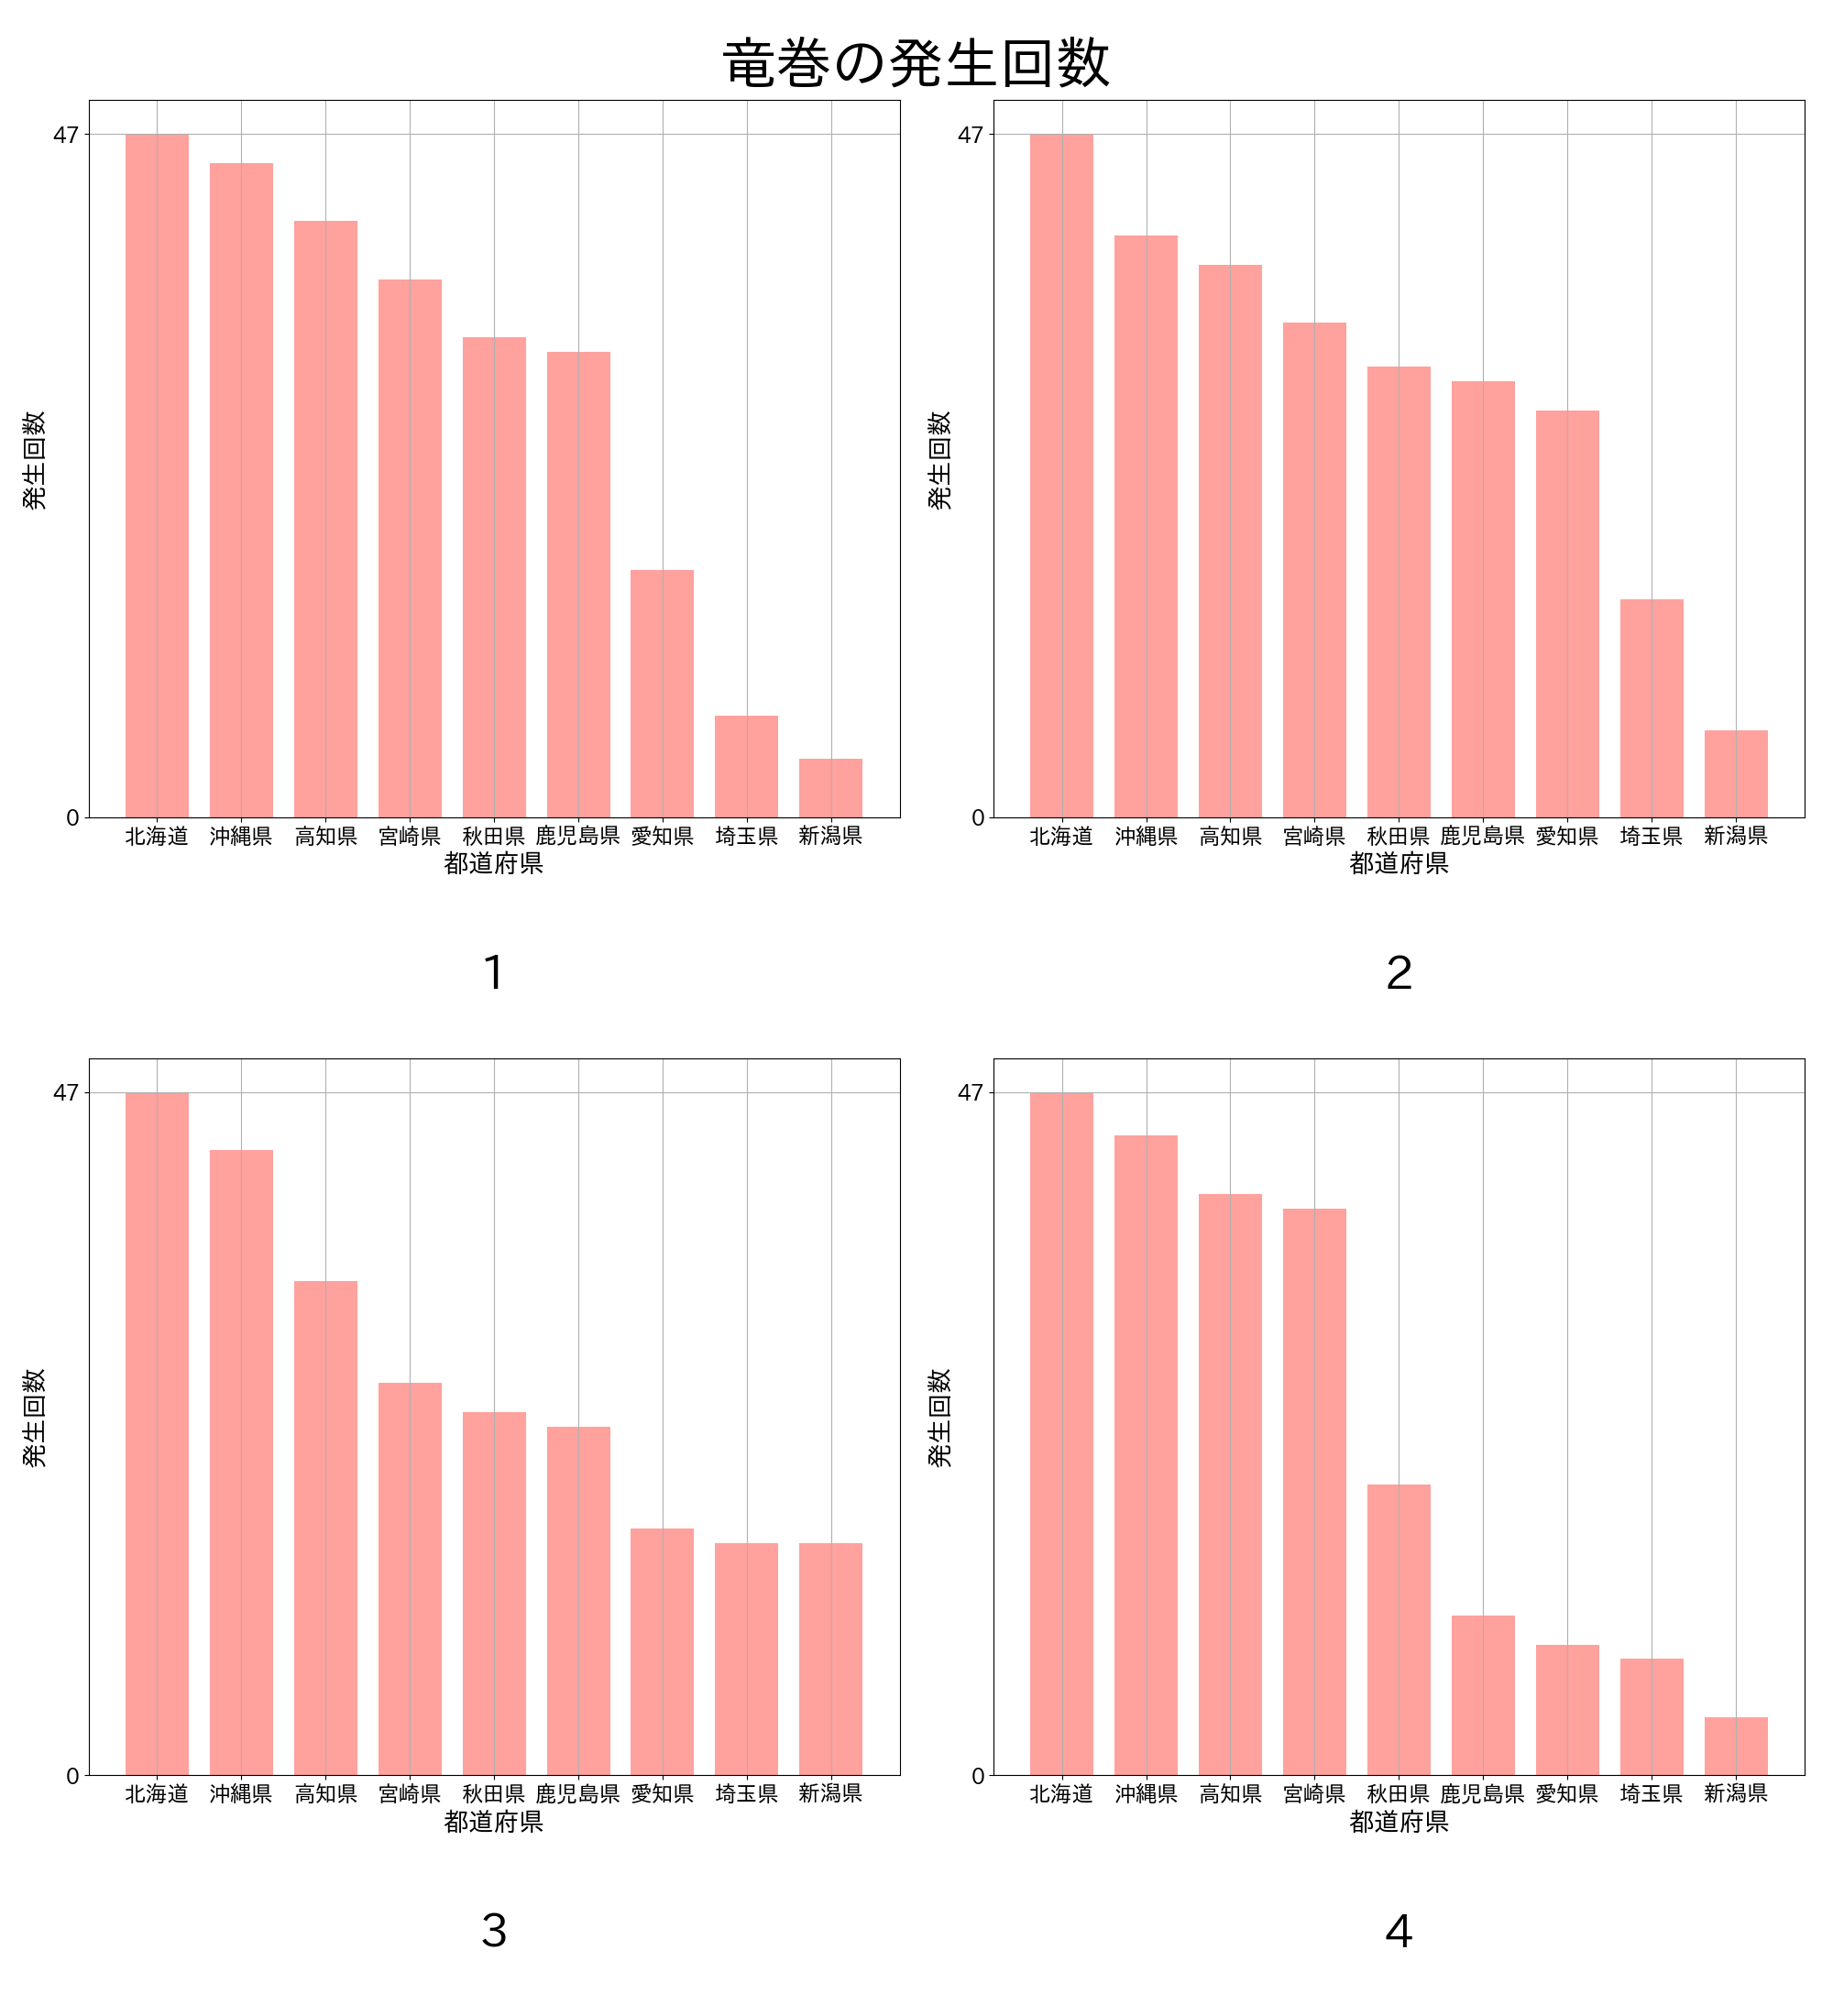 竜巻の発生回数
47
0
発生回数
北海道 沖縄県 高知県 宮崎県 秋田県 鹿児島県 愛知県 埼玉県 新潟県
都道府県
1
47
0
発生回数
北海道 沖縄県 高知県 宮崎県 秋田県 鹿児島県 愛知県 埼玉県 新潟県
都道府県
2
47
0
発生回数
北海道 沖縄県 高知県 宮崎県 秋田県 鹿児島県 愛知県 埼玉県 新潟県
都道府県
3
47
0
発生回数
北海道 沖縄県 高知県 宮崎県 秋田県 鹿児島県 愛知県 埼玉県 新潟県
都道府県
4